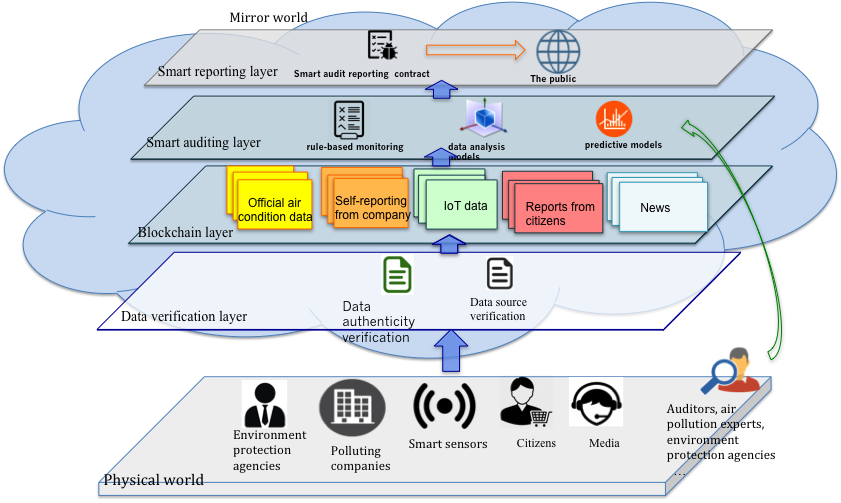 Mirror world
Smart reporting layer
Smart audit reporting contract
The public
Smart auditing layer
rule-based monitoring
data analysis
models
predictive models
Official air
condition data
Self-reporting
from company
IoT data
Reports from
citizens
News
Blockchain layer
Data verification layer
Data
authenticity
verification
Data source
verification
Environment
protection
agencies
Polluting
companies
Smart sensors
Citizens
Media
Auditors, air
pollution experts,
environment
protection agencies
...
Physical world